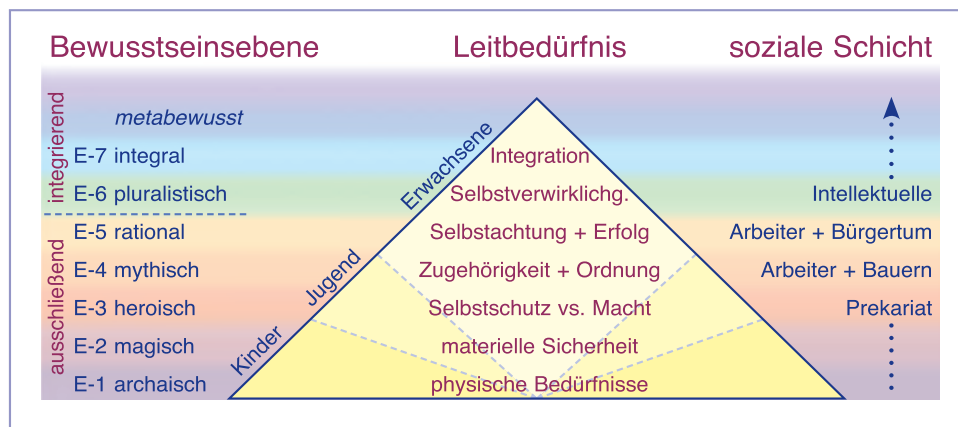 Bewusstseinsebene Leitbedürfnis soziale Schicht
integrierend
ausschließend
metabewusst
E-7 integral Integration
E-6 pluralistisch Selbstverwirklichg. Intellektuelle
E-5 rational Selbstachtung + Erfolg Arbeiter + Bürgertum
E-4 mythisch Zugehörigkeit + Ordnung Arbeiter + Bauern
E-3 heroisch Selbstschutz vs. Macht Prekariat
E-2 magisch materielle Sicherheit
E-1 archaisch physische Bedürfnisse
Erwachsene
Jugend
Kinder